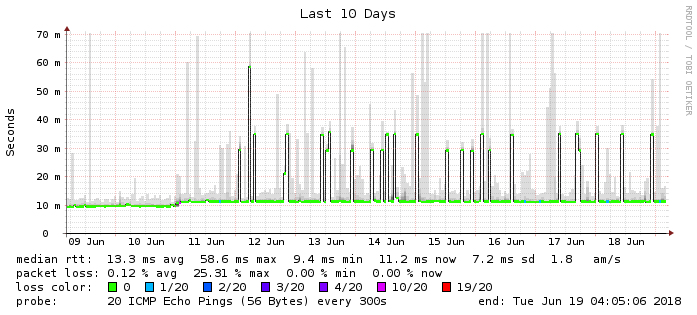 Last 10 Days
RRDTOOL / TOBI OETIKER
Seconds
70 m
60 m
50 m
40 m
30 m
20 m
10 m
0
09 Jun 10 Jun 11 Jun 12 Jun 13 Jun 14 Jun 15 Jun 16 Jun 17 Jun 18 Jun
median rtt: 13.3 ms avg 58.6 ms max 9.4 ms min 11.2 ms now 7.2 ms sd 1.8 am/s
packet loss: 0.12 % avg 25.31 % max 0.00 % min 0.00 % now
loss color: 0 1/20 2/20 3/20 4/20 10/20 19/20
probe: 20 ICMP Echo Pings (56 Bytes) every 300s end: Tue Jun 19 04:05:06 2018